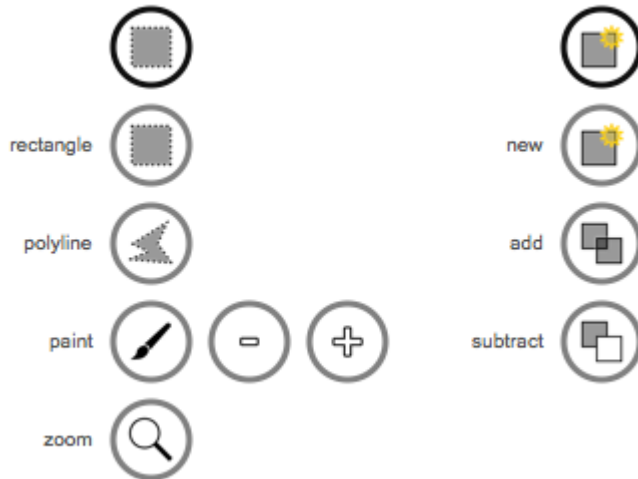 rectangle
new
polyline
add
paint
subtract
zoom